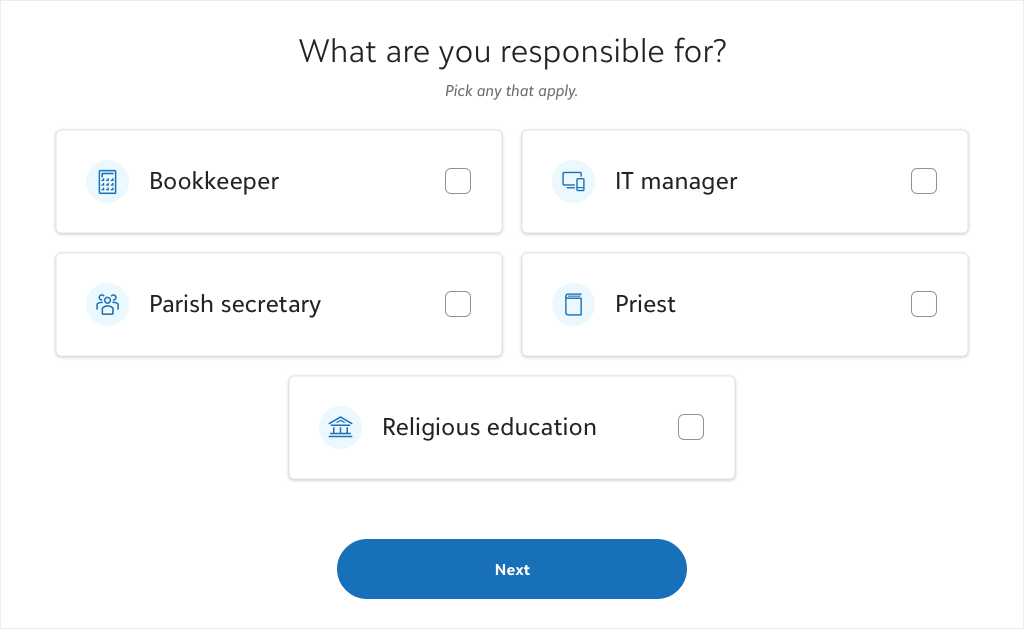 What are you responsible for?
Pick any that apply.
Bookkeeper
IT manager
Parish secretary
Priest
Religious education
Next